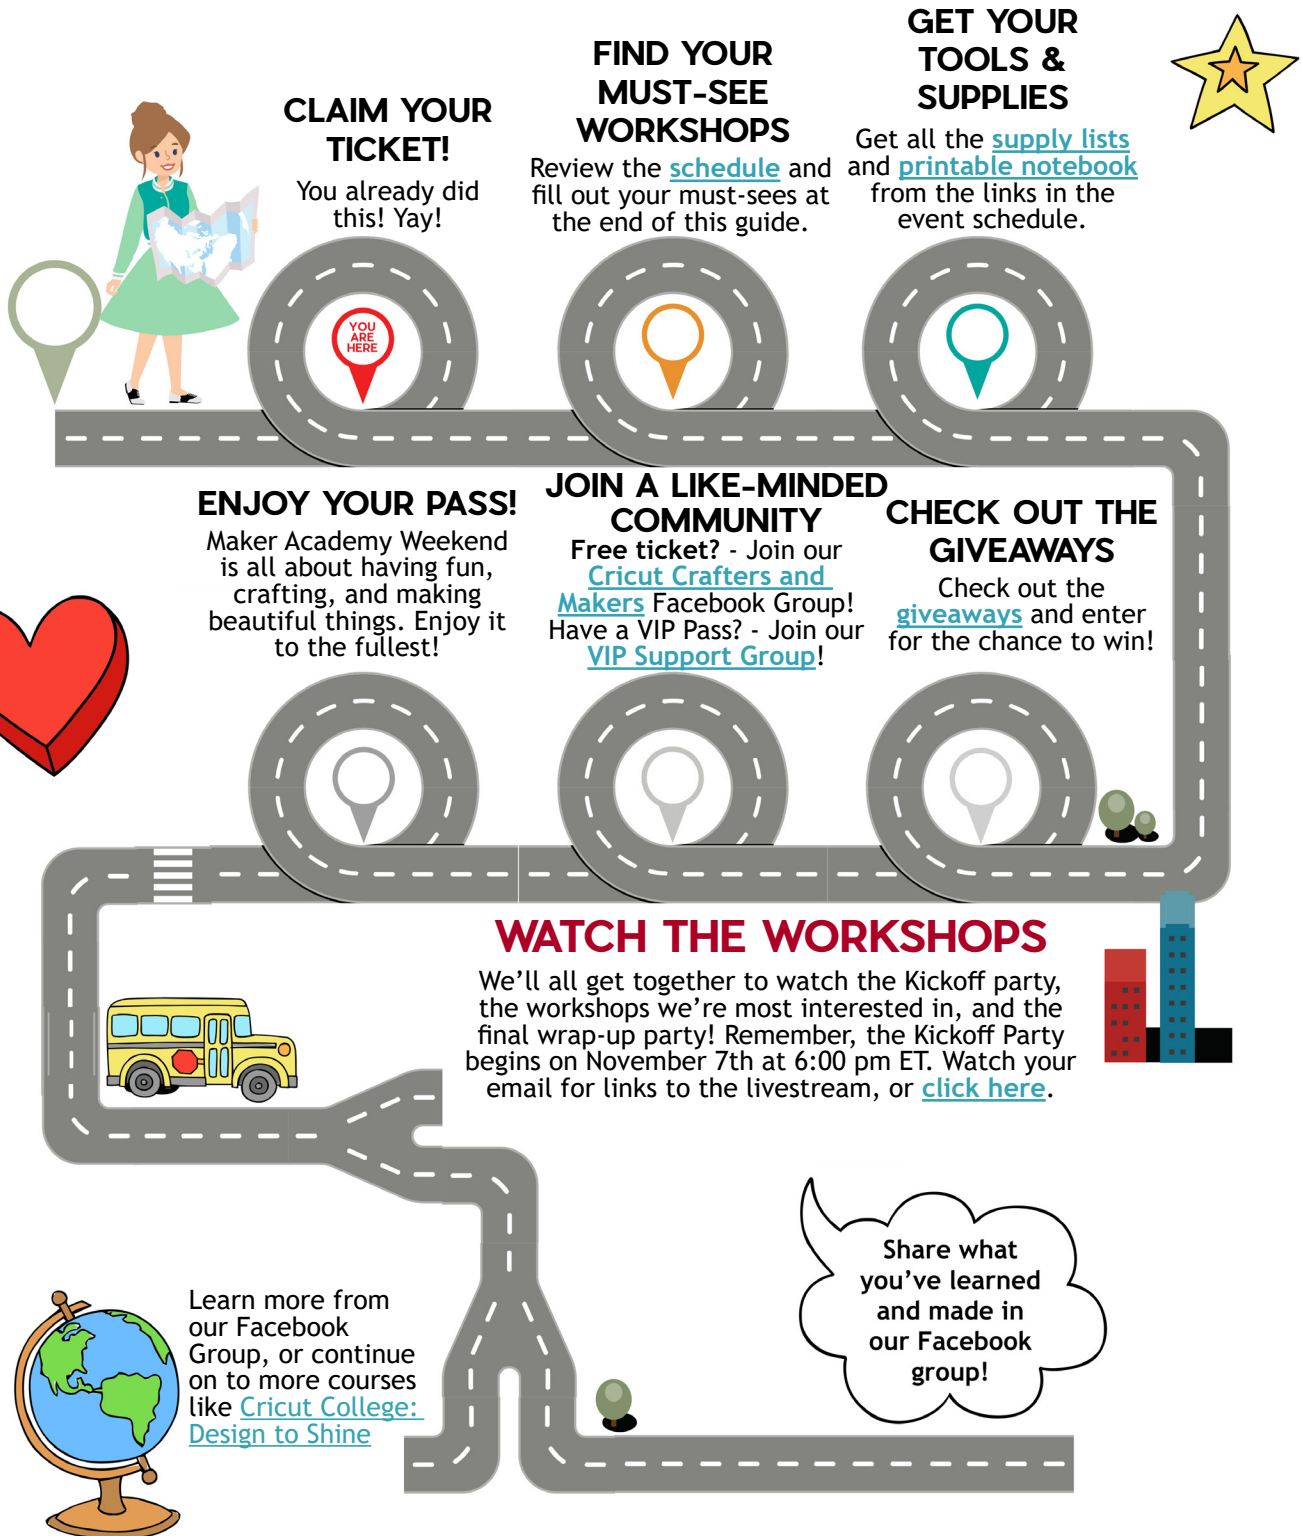 CLAIM YOUR
TICKET!
You already did
this! Yay!
FIND YOUR
MUST-SEE
WORKSHOPS
Review the schedule and
fill out your must-sees at
the end of this guide.
GET YOUR
TOOLS &
SUPPLIES
Get all the supply lists
and printable notebook
from the links in the
event schedule.
YOU
ARE
HERE
CHECK OUT THE
GIVEAWAYS
Check out the
giveaways and enter
for the chance to win!
JOIN A LIKE-MINDED
COMMUNITY
Free ticket? - Join our
Cricut Crafters and
Makers Facebook Group!
Have a VIP Pass? - Join our
VIP Support Group!
ENJOY YOUR PASS!
Maker Academy Weekend
is all about having fun,
crafting, and making
beautiful things. Enjoy it
to the fullest!
WATCH THE WORKSHOPS
We’ll all get together to watch the Kickoff party,
the workshops we’re most interested in, and the
final wrap-up party! Remember, the Kickoff Party
begins on November 7th at 6:00 pm ET. Watch your
email for links to the livestream, or click here.
Share what
you’ve learned
and made in
our Facebook
group!
Learn more from
our Facebook
Group, or continue
on to more courses
like Cricut College:
Design to Shine